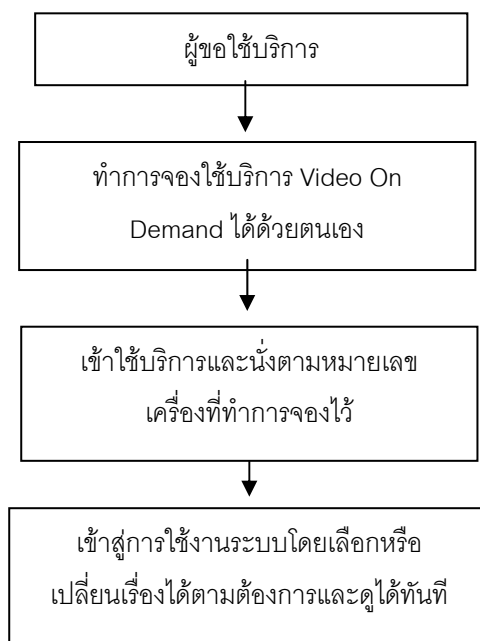 ผู้ขอใช้บริการ
ทำการจองใช้บริการ Video On
Demand ได้ด้วยตนเอง
เข้าใช้บริการและนั่งตามหมายเลข
เครื่องที่ทำการจองไว้
เข้าสู่การใช้งานระบบโดยเลือกหรือ
เปลี่ยนเรื่องได้ตามต้องการและดูได้ทันที